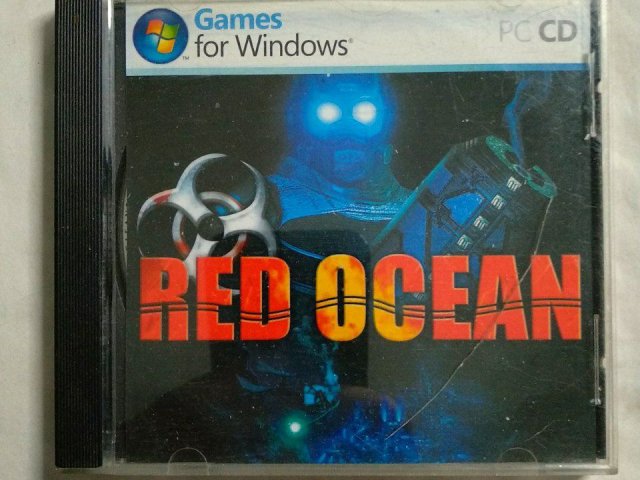 Games
for Windows®
PC CD
RED OCEAN